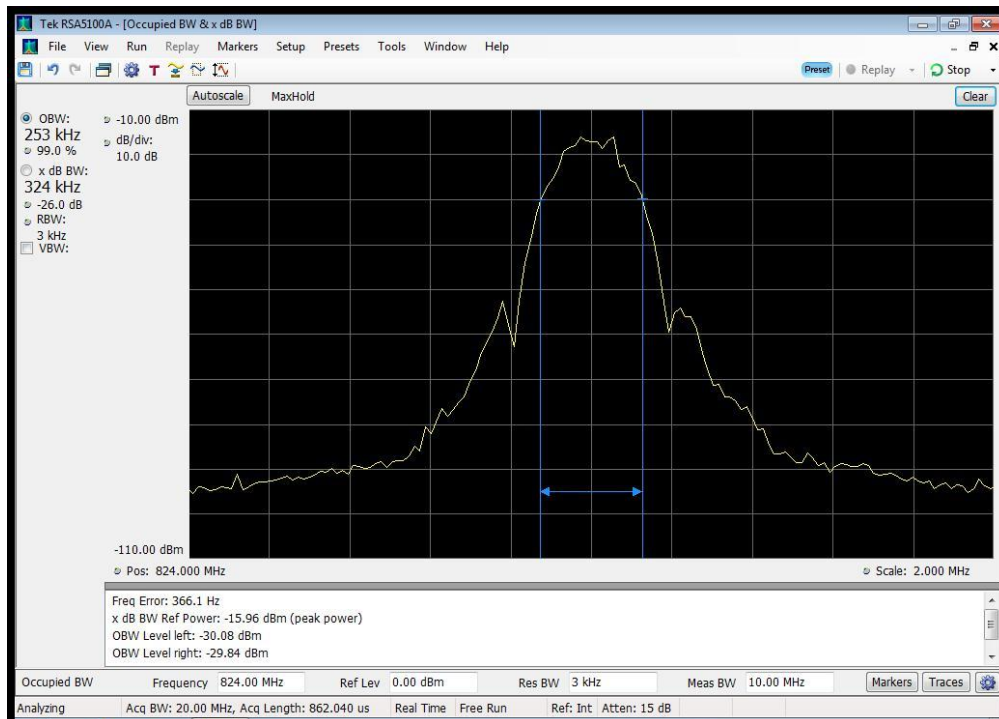 Tek RSA5100A - [Occupied BW & x dB BW]
File View Run Replay Markers Setup Presets Tools Window Help
T Preset Replay Stop
Autoscale MaxHold Clear
OBW:
253 kHz
99.0 %
x dB BW:
324 kHz
-26.0 dB
RBW:
3 kHz
VBW:
-10.00 dBm
dB/div:
10.0 dB
-110.00 dBm
Pos: 824.000 MHz Scale: 2.000 MHz
Freq Error: 366.1 Hz
x dB BW Ref Power: -15.96 dBm (peak power)
OBW Level left: -30.08 dBm
OBW Level right: -29.84 dBm
Occupied BW Frequency 824.00 MHz Ref Lev 0.00 dBm Res BW 3 kHz Meas BW 10.00 MHz Markers Traces
Analyzing Acq BW: 20.00 MHz, Acq Length: 862.040 us Real Time Free Run Ref: Int Atten: 15 dB